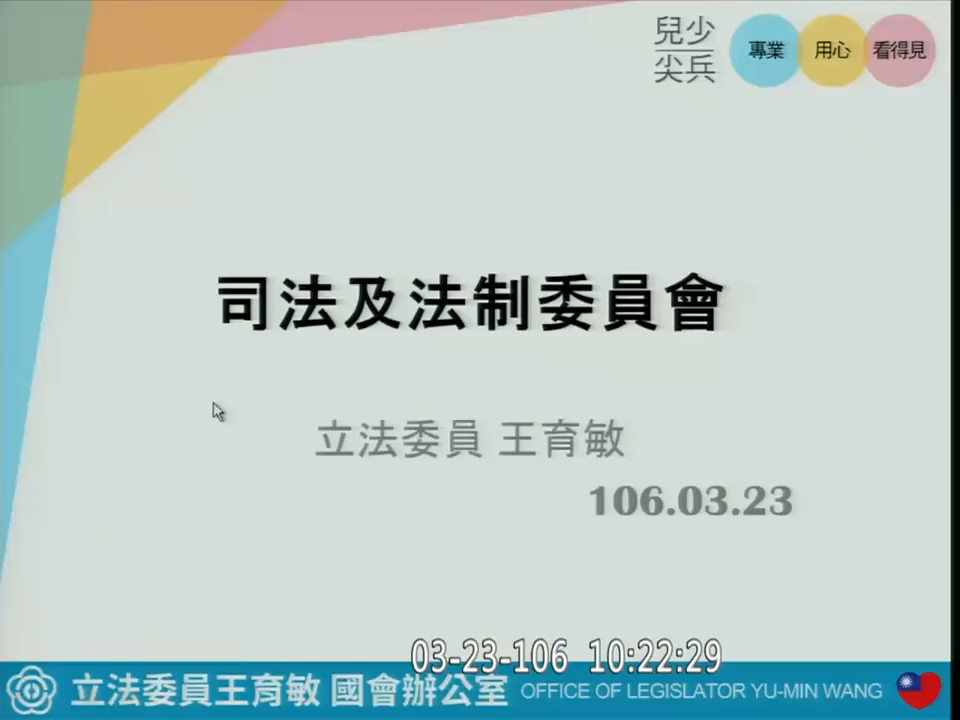 兒少
尖兵
專業
用心
看得見
司法及法制委員會
立法委員 王育敏
106.03.23
03-23-106 10:22:29
立法委員王育敏 國會辦公室 OFFICE OF LEGISLATOR YU-MIN WANG